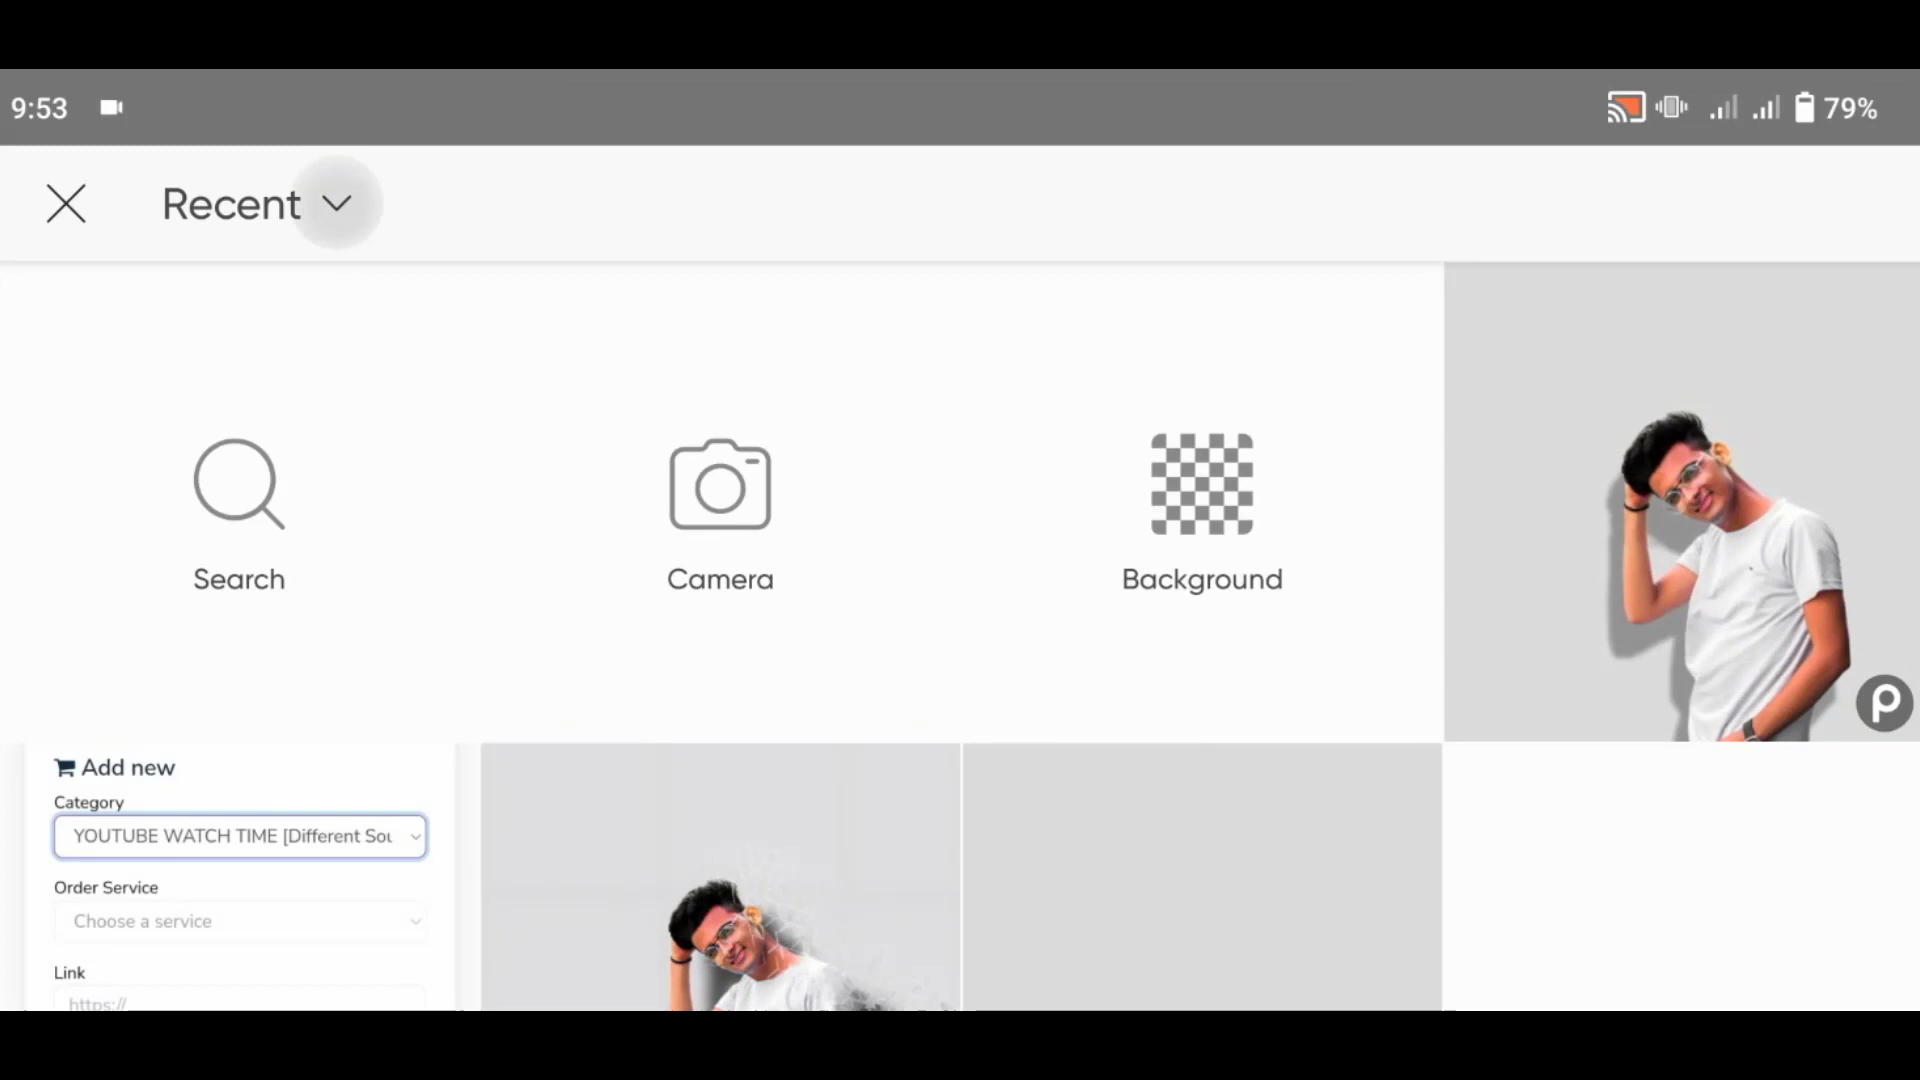 9:53
79%
Recent
Search
Camera
Background
Add new
Category
YOUTUBE WATCH TIME [Different Sou
Order Service
Choose a service
Link
https://